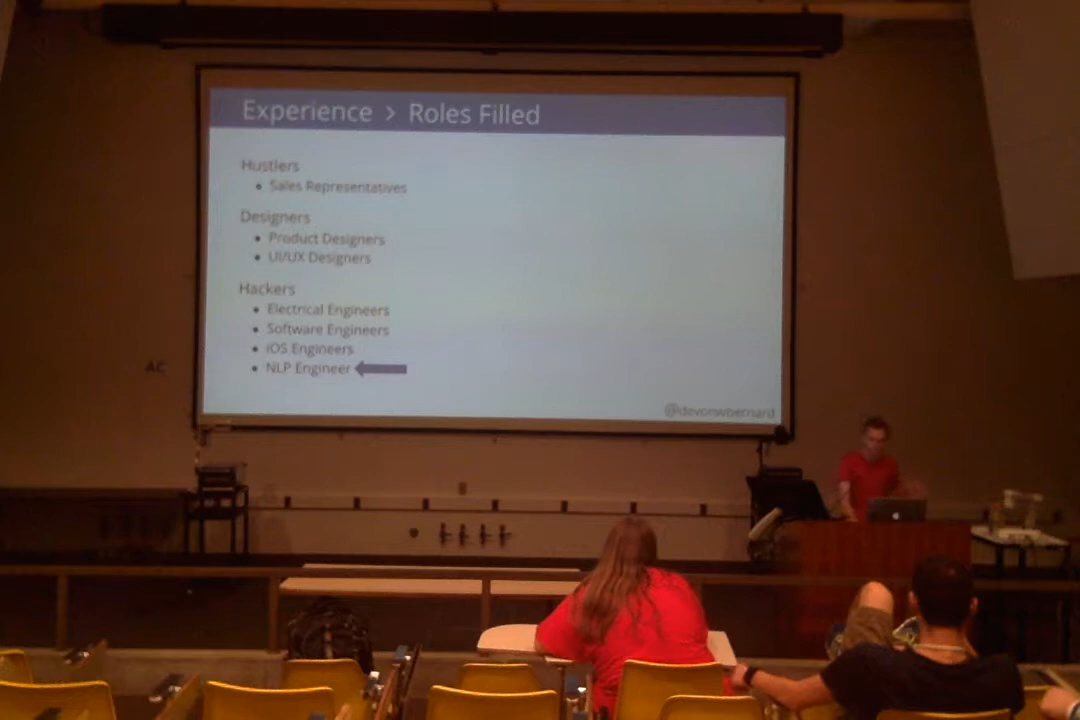 Experience > Roles Filled
Hustlers
• Sales Representatives
Designers
• Product Designers
• UI/UX Designers
Hackers
• Electrical Engineers
• Software Engineers
• iOS Engineers
• NLP Engineer
@devonwbernard
AC